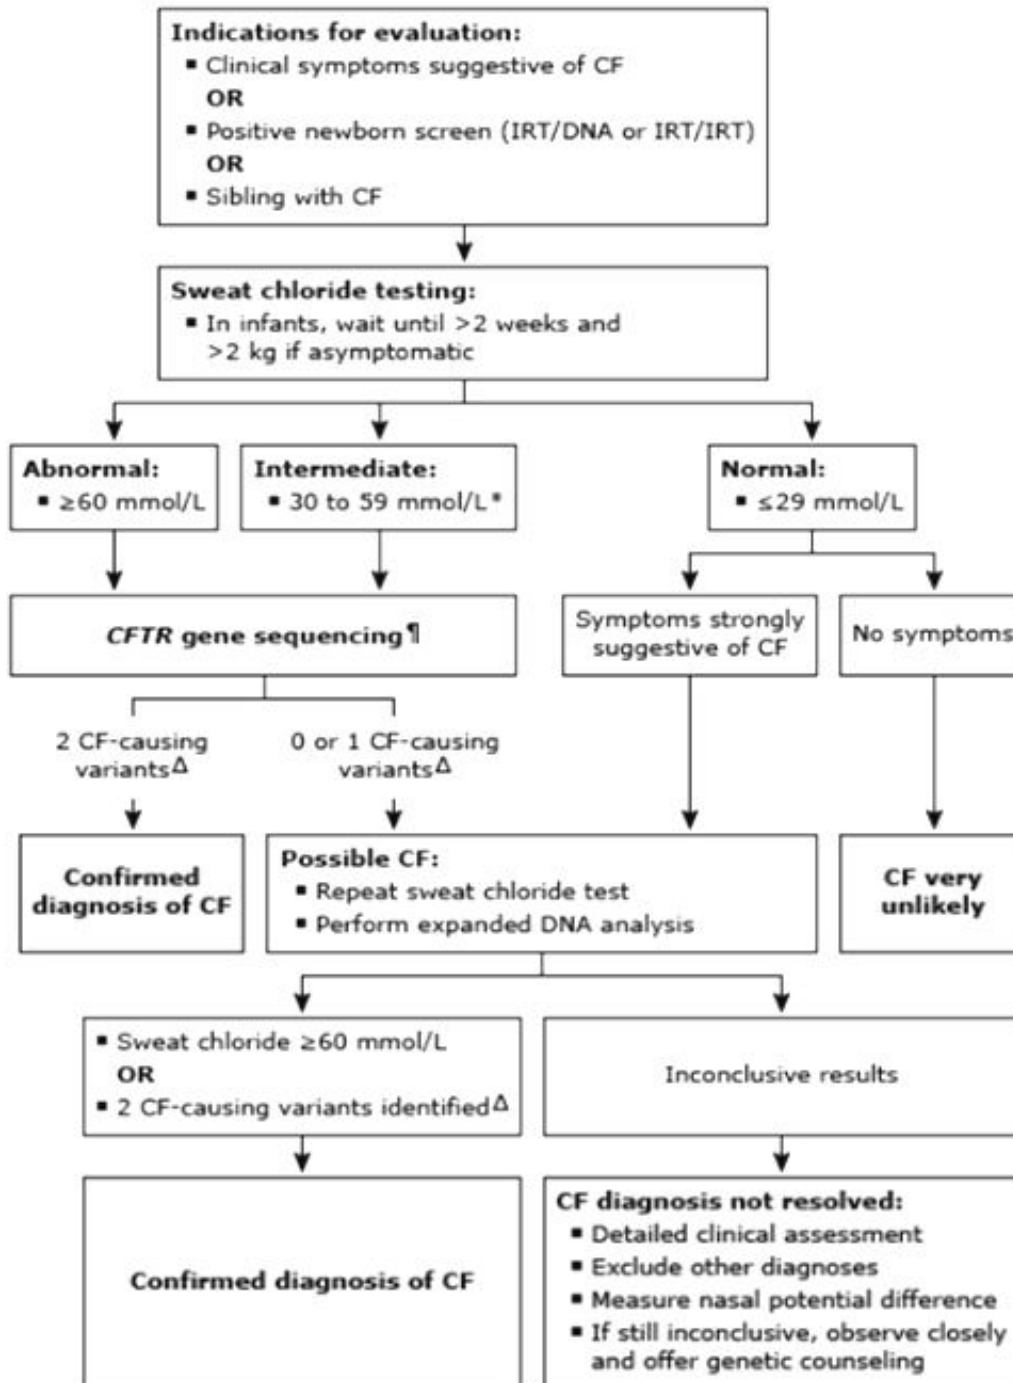 Indications for evaluation:
▪ Clinical symptoms suggestive of CF
OR
▪ Positive newborn screen (IRT/DNA or IRT/IRT)
OR
▪ Sibling with CF
Sweat chloride testing:
▪ In infants, wait until >2 weeks and
>2 kg if asymptomatic
Abnormal:
▪ ≥60 mmol/L
Intermediate:
▪ 30 to 59 mmol/L*
Normal:
▪ ≤29 mmol/L
CFTR gene sequencing¶
Symptoms strongly
suggestive of CF
No symptoms
2 CF-causing
variantsΔ
0 or 1 CF-causing
variantsΔ
Confirmed
diagnosis of CF
Possible CF:
▪ Repeat sweat chloride test
▪ Perform expanded DNA analysis
CF very
unlikely
▪ Sweat chloride ≥60 mmol/L
OR
▪ 2 CF-causing variants identifiedΔ
Inconclusive results
Confirmed diagnosis of CF
CF diagnosis not resolved:
▪ Detailed clinical assessment
▪ Exclude other diagnoses
▪ Measure nasal potential difference
▪ If still inconclusive, observe closely
and offer genetic counseling